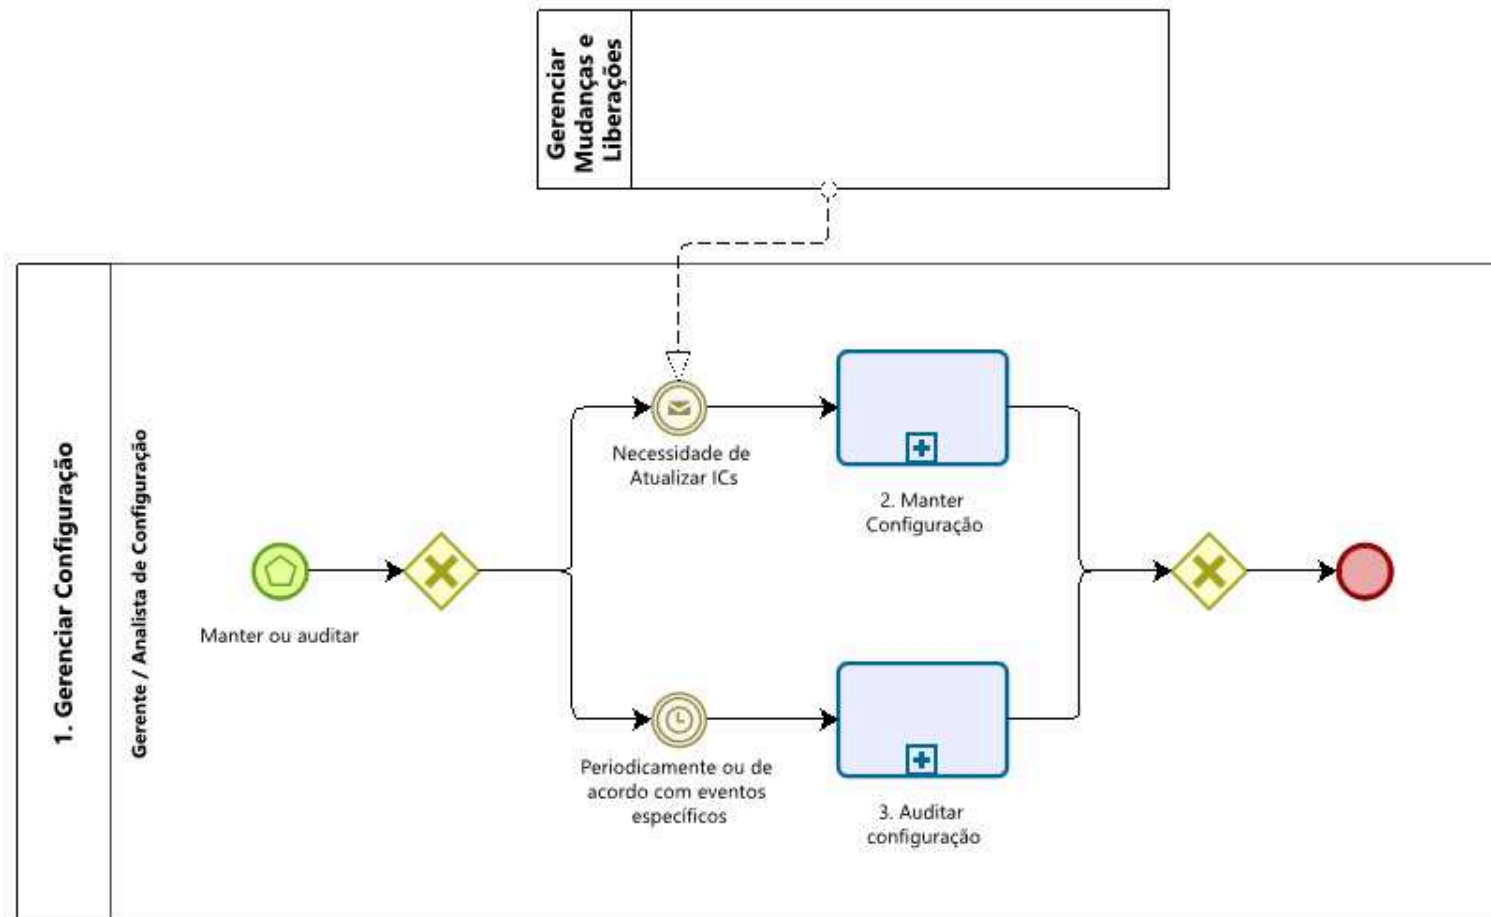 Gerenciar
Mudanças e
Liberações
1. Gerenciar Configuração
Gerente / Analista de Configuração
Necessidade de
Atualizar ICs
2. Manter
Configuração
Manter ou auditar
Periodicamente ou de
acordo com eventos
específicos
3. Auditar
configuração